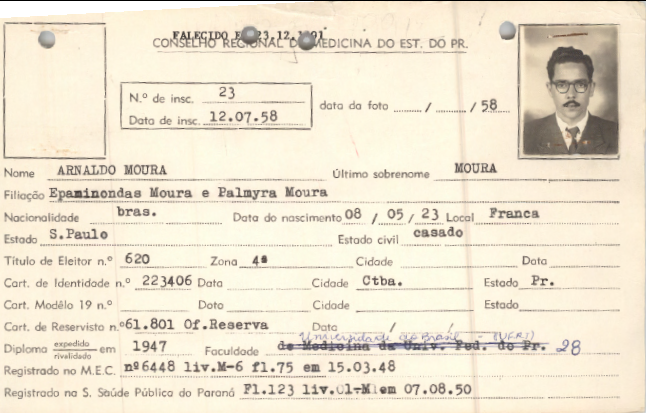 FALECIDO E 23.12.1991
CONSELHO REGIONAL DE MEDICINA DO EST. DO PR.
N.º de insc. 23
Data de insc. 12.07.58
data da foto / / 58
Nome ARNALDO MOURA Último sobrenome MOURA
Filiação Epaminondas Moura e Palmyra Moura
Nacionalidade bras. Data do nascimento 08 / 05 / 23 Local Franca
Estado S.Paulo Estado civil casado
Título de Eleitor n.º 620 Zona 4ª Cidade Data
Cart. de Identidade n.º 223406 Data Cidade Ctba. Estado Pr.
Cart. Modêlo 19 n.º Data Cidade Estado
Cart. de Reservista nº 61.801 Of.Reserva Data / /
Universidade do Brasil - (UFRJ)
Diploma expedido rivalidado em 1947 Faculdade de Medicina da Univ. Fed. do Pr. 28
Registrado no M.E.C. nº6448 liv.M-6 fl.75 em 15.03.48
Registrado na S. Saúde Pública do Paraná Fl.123 liv. em 07.08.50